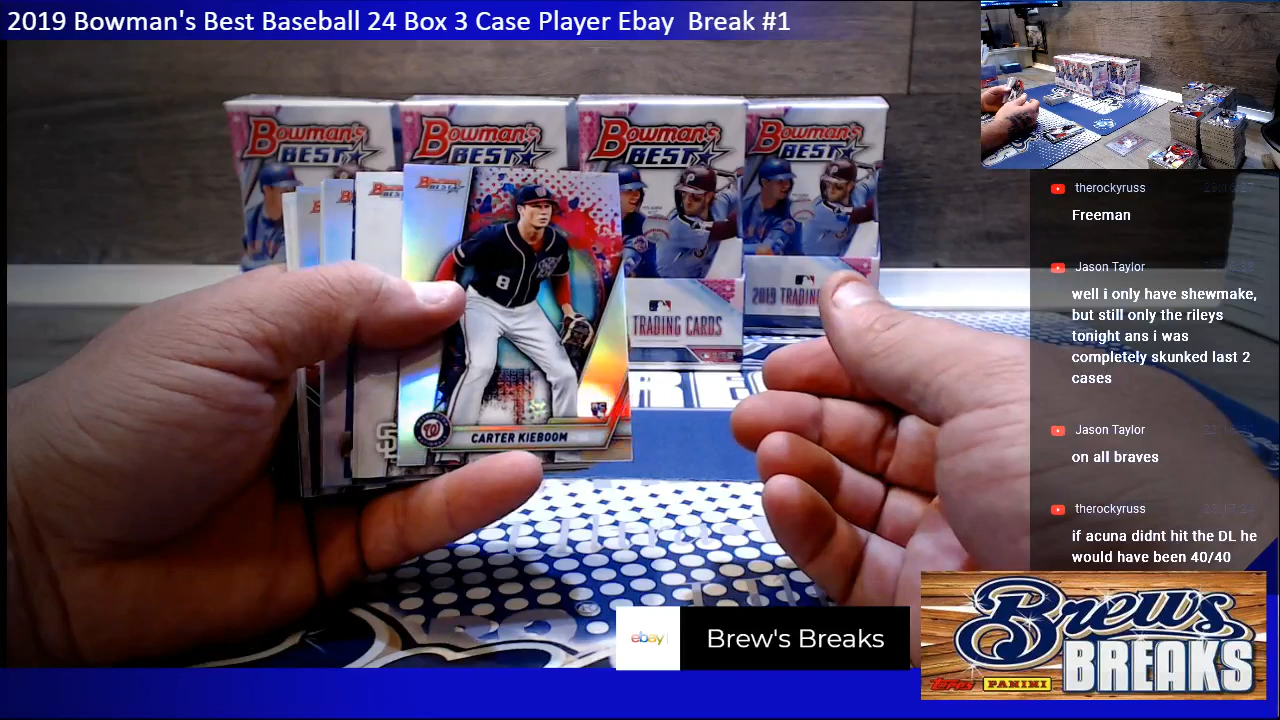 2019 Bowman's Best Baseball 24 Box 3 Case Player Ebay Break #1
Bowman's
BEST
Bowman's
BEST
Bowman's
BEST
Bowman's
BEST
8
CARTER KIEBOOM
W
TRADING CARDS
2019 TRADING
therockyruss
Freeman
Jason Taylor
well i only have shewmake,
but still only the rileys
tonight ans i was
completely skunked last 2
cases
Jason Taylor
on all braves
therockyruss
if acuna didnt hit the DL he
would have been 40/40
ebay
Brew's Breaks
Brew's
BREAKS
Topps PANINI